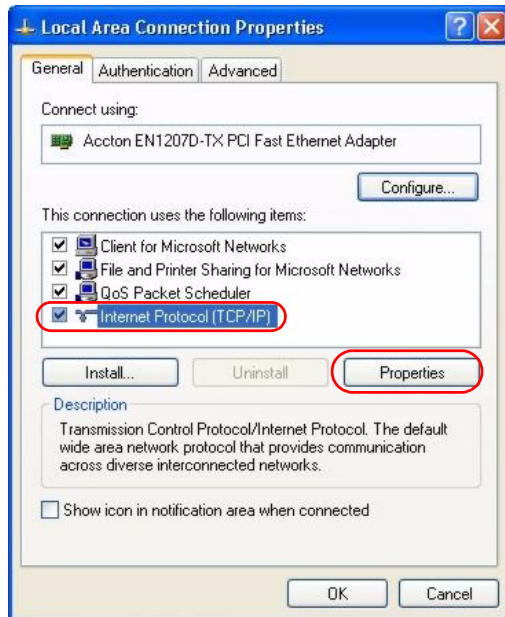 Local Area Connection Properties
General Authentication Advanced
Connect using:
Accton EN1207D-TX PCI Fast Ethernet Adapter
Configure...
This connection uses the following items:
Client for Microsoft Networks
File and Printer Sharing for Microsoft Networks
QoS Packet Scheduler
Internet Protocol (TCP/IP)
Install... Uninstall Properties
Description
Transmission Control Protocol/Internet Protocol. The default
wide area network protocol that provides communication
across diverse interconnected networks.
Show icon in notification area when connected
OK Cancel